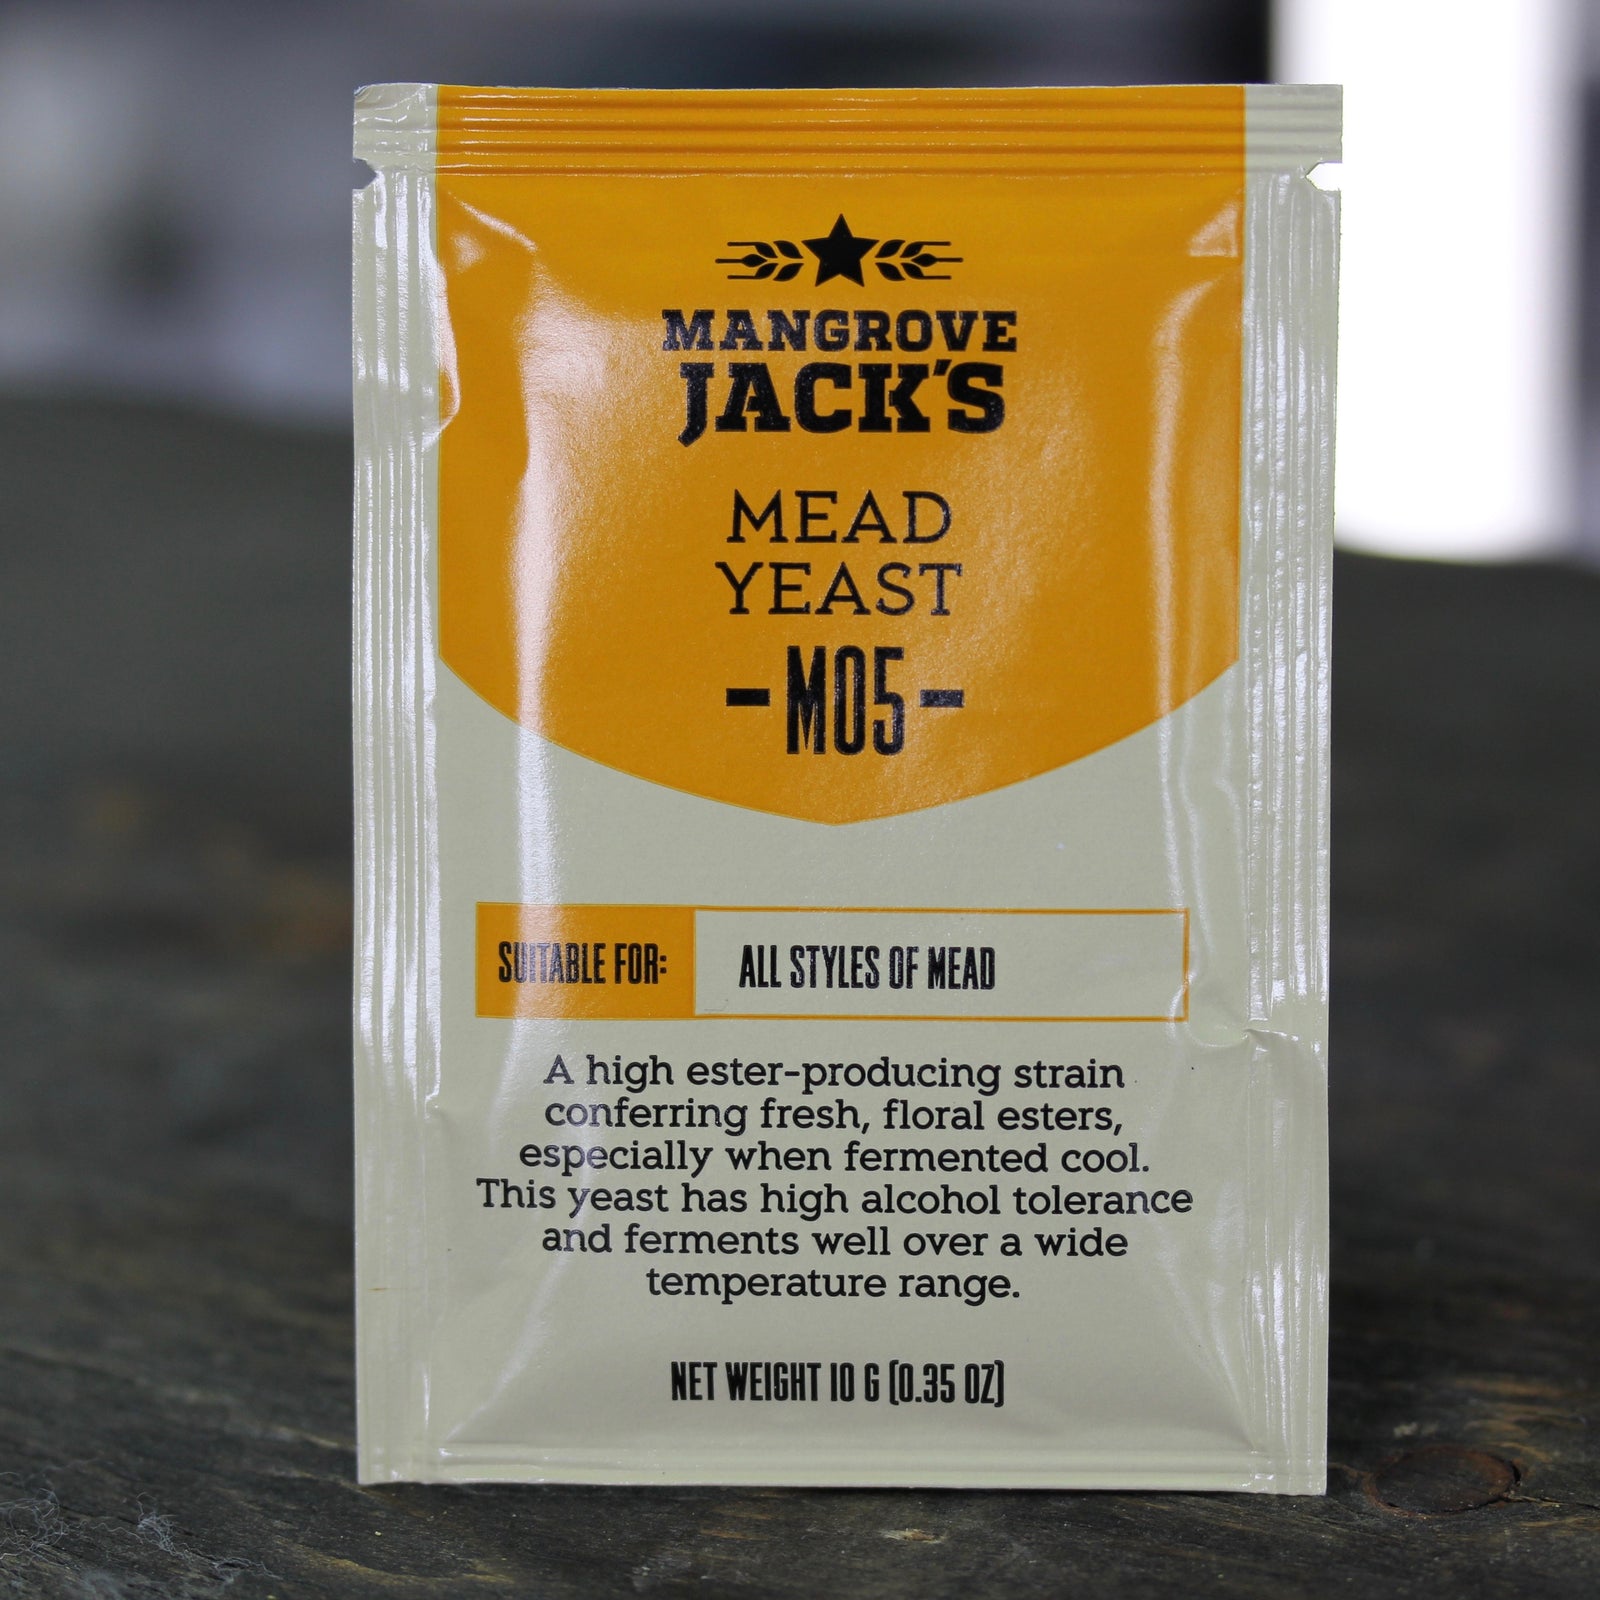 MANGROVE
JACK'S
MEAD
YEAST
-M05-
SUITABLE FOR: ALL STYLES OF MEAD
A high ester-producing strain
conferring fresh, floral esters,
especially when fermented cool.
This yeast has high alcohol tolerance
and ferments well over a wide
temperature range.
NET WEIGHT 10 G (0.35 OZ)